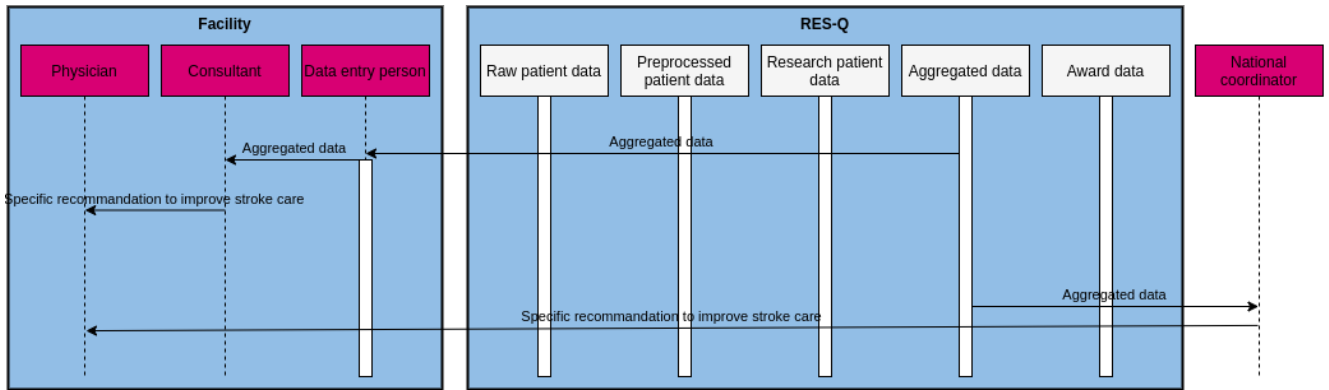 Facility
RES-Q
Physician
Consultant
Data entry person
Raw patient data
Preprocessed
patient data
Research patient
data
Aggregated data
Award data
National
coordinator
Aggregated data
Aggregated data
Specific recommandation to improve stroke care
Aggregated data
Specific recommandation to improve stroke care